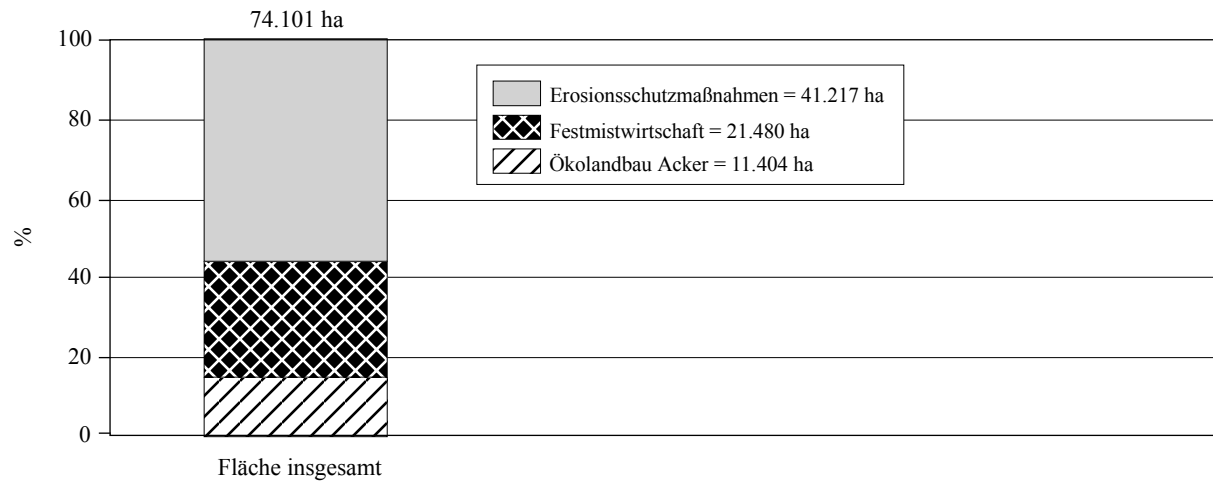 74.101 ha
100
80
60
40
20
0
%
Erosionsschutzmaßnahmen = 41.217 ha
Festmistwirtschaft = 21.480 ha
Ökolandbau Acker = 11.404 ha
Fläche insgesamt